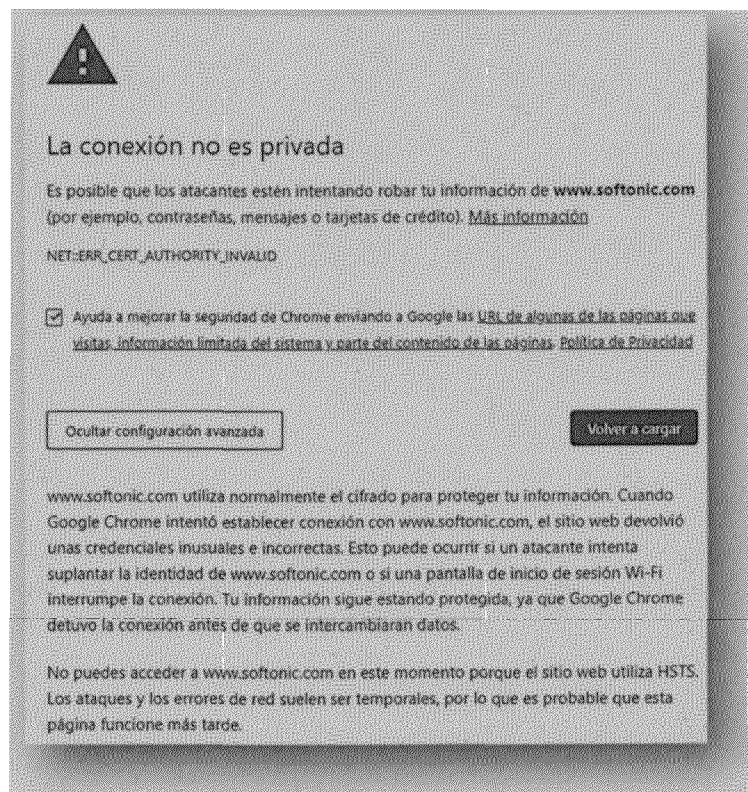 La conexión no es privada
Es posible que los atacantes estén intentando robar tu información de www.softonic.com
(por ejemplo, contraseñas, mensajes o tarjetas de crédito). Más información
NET::ERR_CERT_AUTHORITY_INVALID
Ayuda a mejorar la seguridad de Chrome enviando a Google las URL de algunas de las páginas que
visitas, información limitada del sistema y parte del contenido de las páginas. Política de Privacidad
Ocultar configuración avanzada
Volver a cargar
www.softonic.com utiliza normalmente el cifrado para proteger tu información. Cuando
Google Chrome intentó establecer conexión con www.softonic.com, el sitio web devolvió
unas credenciales inusuales e incorrectas. Esto puede ocurrir si un atacante intenta
suplantar la identidad de www.softonic.com o si una pantalla de inicio de sesión Wi-Fi
interrumpe la conexión. Tu información sigue estando protegida, ya que Google Chrome
detuvo la conexión antes de que se intercambiaran datos.
No puedes acceder a www.softonic.com en este momento porque el sitio web utiliza HSTS.
Los ataques y los errores de red suelen ser temporales, por lo que es probable que esta
página funcione más tarde.